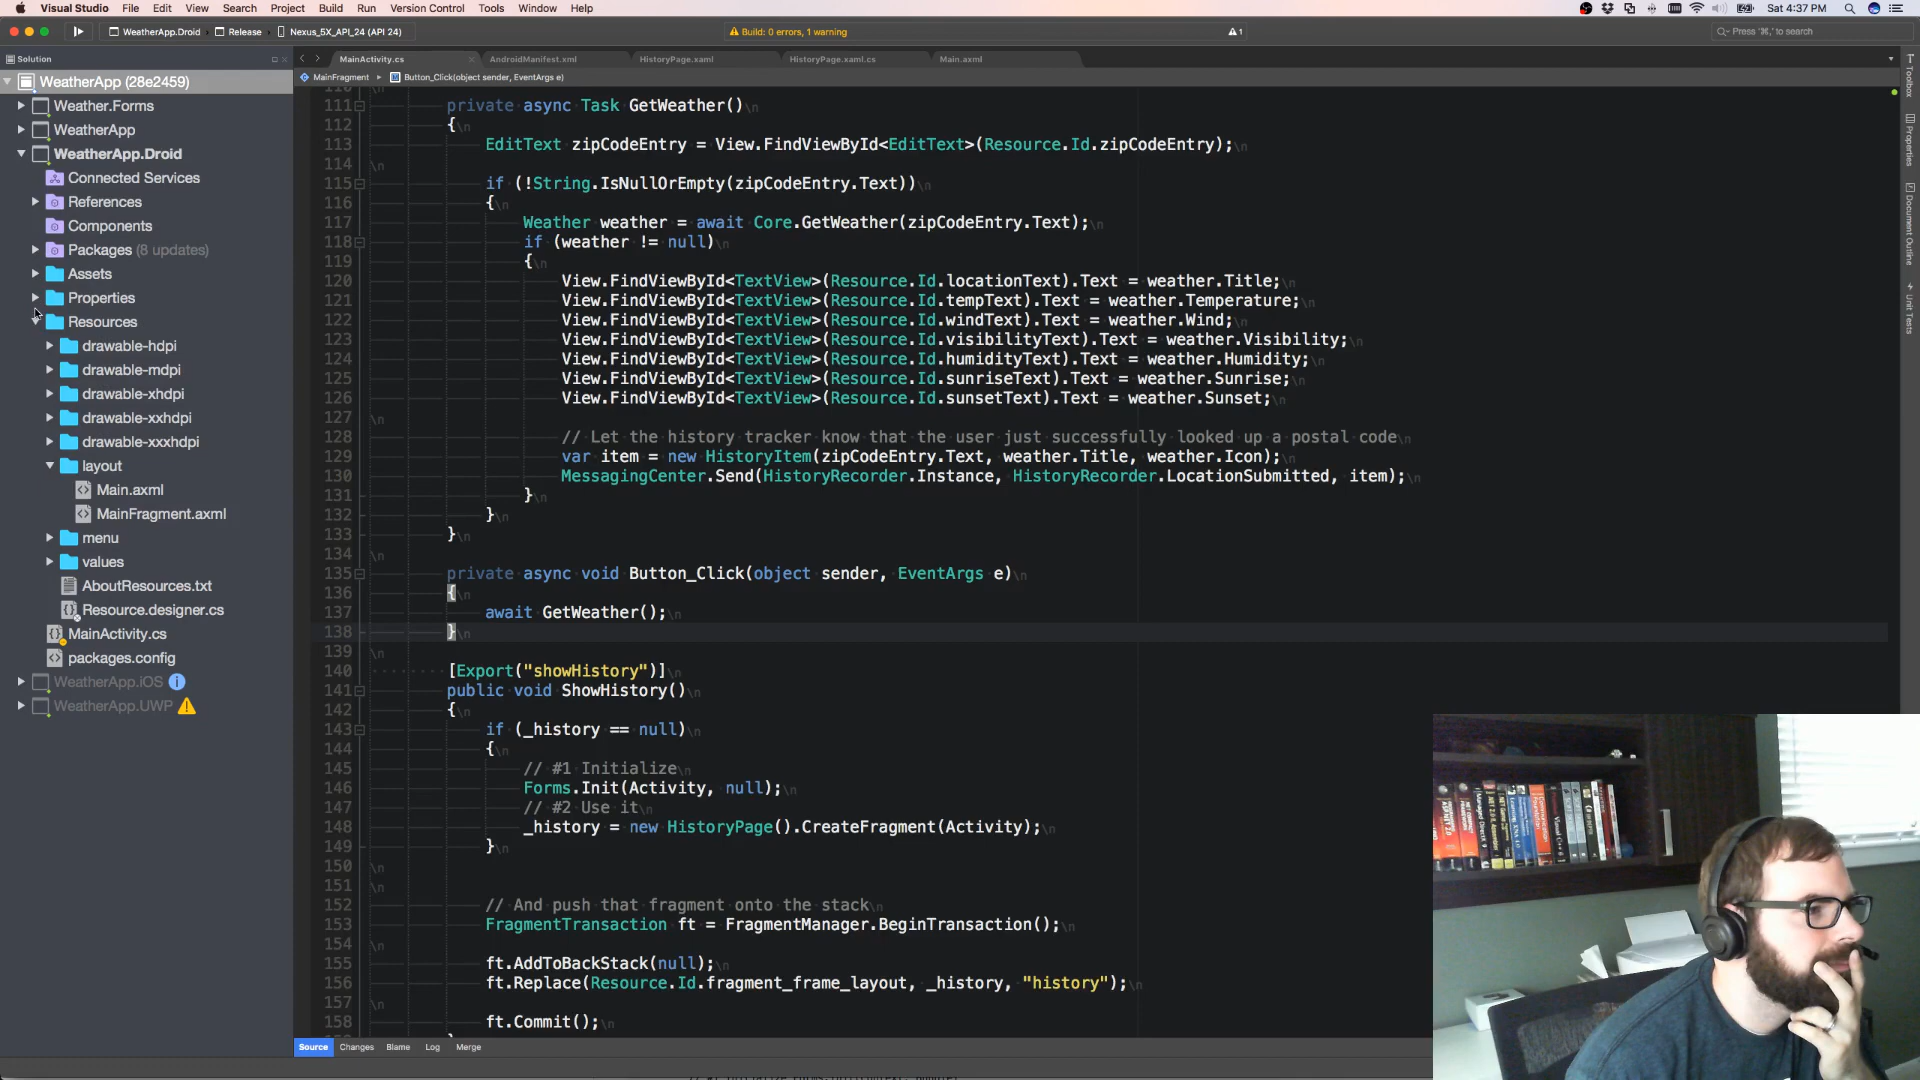 Visual Studio File Edit View Search Project Build Run Version Control Tools Window Help Sat 4:37 PM
WeatherApp.Droid Release Nexus_5X_API_24 (API 24) Build: 0 errors, 1 warning 1 Press '⌘.' to search
Solution
MainActivity.cs AndroidManifest.xml HistoryPage.xaml HistoryPage.xaml.cs Main.axml
MainFragment Button_Click(object sender, EventArgs e)
WeatherApp (28e2459)
Weather.Forms
WeatherApp
WeatherApp.Droid
Connected Services
References
Components
Packages (8 updates)
Assets
Properties
Resources
drawable-hdpi
drawable-mdpi
drawable-xhdpi
drawable-xxhdpi
drawable-xxxhdpi
layout
Main.axml
MainFragment.axml
menu
values
AboutResources.txt
Resource.designer.cs
MainActivity.cs
packages.config
WeatherApp.iOS
WeatherApp.UWP
111 private async Task GetWeather()\n
112 {\n
113 EditText zipCodeEntry = View.FindViewById<EditText>(Resource.Id.zipCodeEntry);\n
114 \n
115 if (!String.IsNullOrEmpty(zipCodeEntry.Text))\n
116 {\n
117 Weather weather = await Core.GetWeather(zipCodeEntry.Text);\n
118 if (weather != null)\n
119 {\n
120 View.FindViewById<TextView>(Resource.Id.locationText).Text = weather.Title;\n
121 View.FindViewById<TextView>(Resource.Id.tempText).Text = weather.Temperature;\n
122 View.FindViewById<TextView>(Resource.Id.windText).Text = weather.Wind;\n
123 View.FindViewById<TextView>(Resource.Id.visibilityText).Text = weather.Visibility;\n
124 View.FindViewById<TextView>(Resource.Id.humidityText).Text = weather.Humidity;\n
125 View.FindViewById<TextView>(Resource.Id.sunriseText).Text = weather.Sunrise;\n
126 View.FindViewById<TextView>(Resource.Id.sunsetText).Text = weather.Sunset;\n
127 \n
128 // Let the history tracker know that the user just successfully looked up a postal code\n
129 var item = new HistoryItem(zipCodeEntry.Text, weather.Title, weather.Icon);\n
130 MessagingCenter.Send(HistoryRecorder.Instance, HistoryRecorder.LocationSubmitted, item);\n
131 }\n
132 }\n
133 }\n
134 \n
135 private async void Button_Click(object sender, EventArgs e)\n
136 {\n
137 await GetWeather();\n
138 }\n
139 \n
140 [Export("showHistory")]\n
141 public void ShowHistory()\n
142 {\n
143 if (_history == null)\n
144 {\n
145 // #1 Initialize\n
146 Forms.Init(Activity, null);\n
147 // #2 Use it\n
148 _history = new HistoryPage().CreateFragment(Activity);\n
149 }\n
150 \n
151 \n
152 // And push that fragment onto the stack\n
153 FragmentTransaction ft = FragmentManager.BeginTransaction();\n
154 \n
155 ft.AddToBackStack(null);\n
156 ft.Replace(Resource.Id.fragment_frame_layout, _history, "history");\n
157 \n
158 ft.Commit();\n
Source Changes Blame Log Merge
Toolbox
Properties
Document Outline
Unit Tests